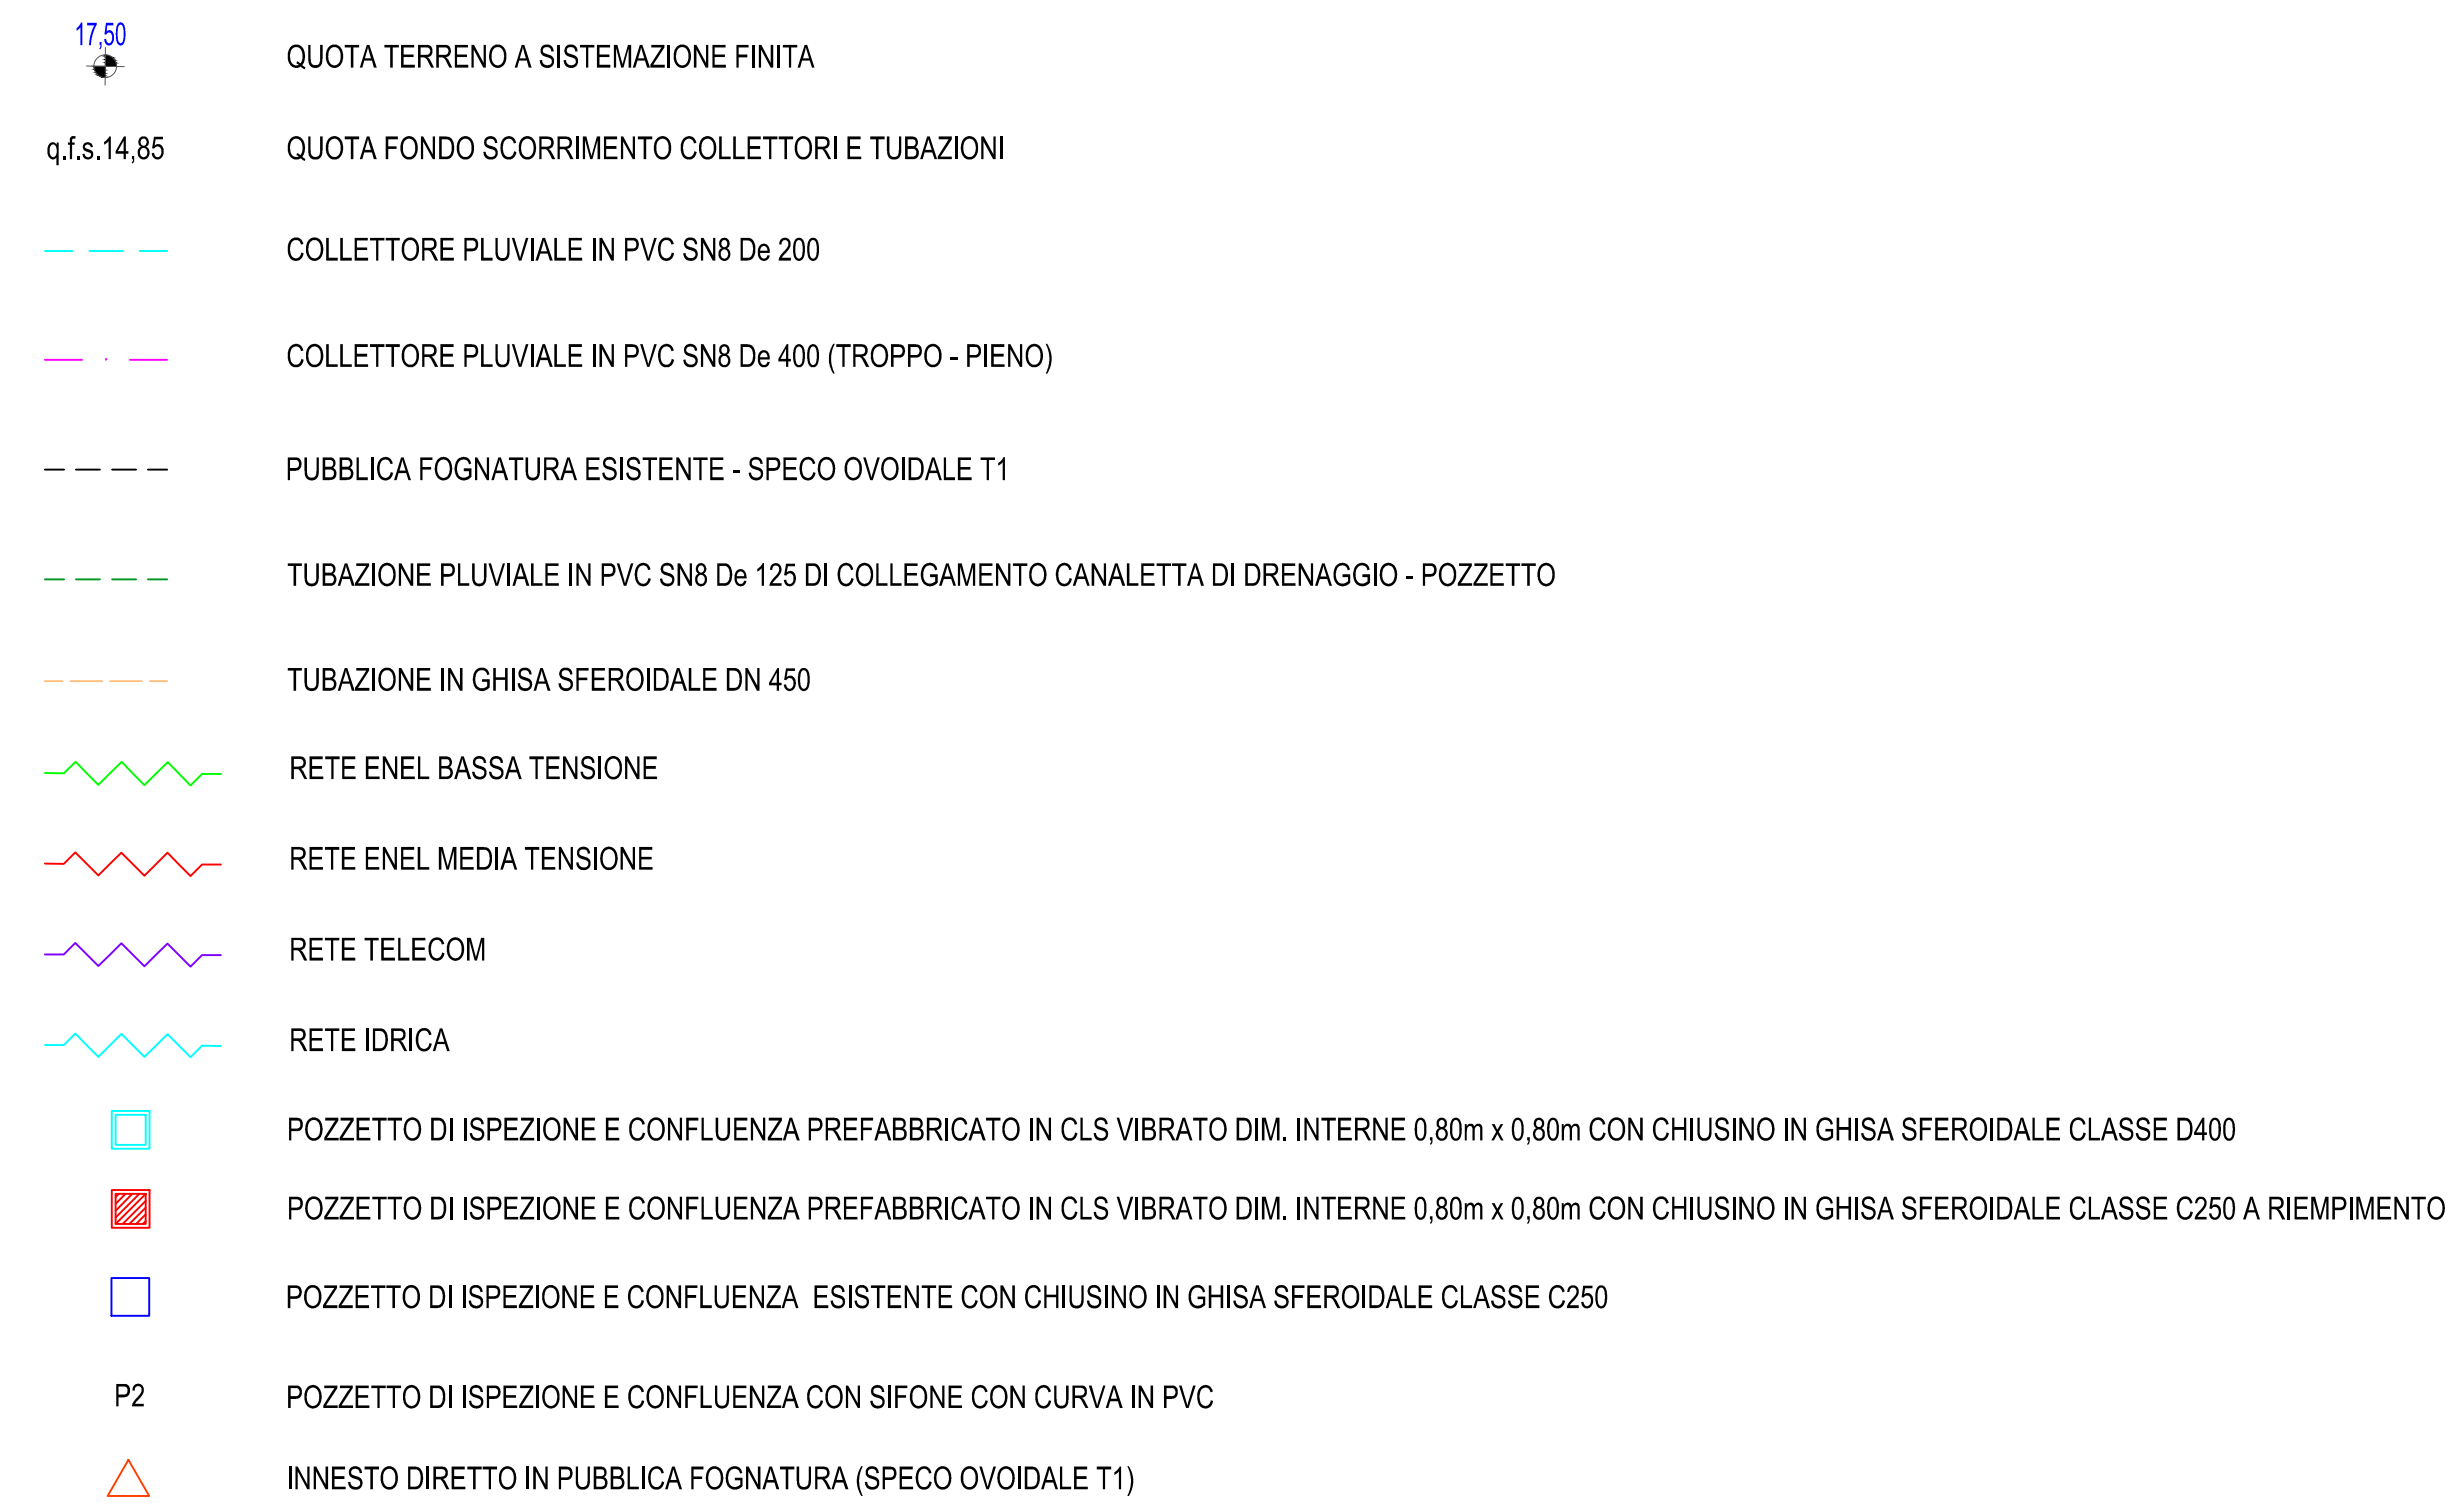 17,50
QUOTA TERRENO A SISTEMAZIONE FINITA
q.f.s.14,85 QUOTA FONDO SCORRIMENTO COLLETTORI E TUBAZIONI
COLLETTORE PLUVIALE IN PVC SN8 De 200
COLLETTORE PLUVIALE IN PVC SN8 De 400 (TROPPO - PIENO)
PUBBLICA FOGNATURA ESISTENTE - SPECO OVOIDALE T1
TUBAZIONE PLUVIALE IN PVC SN8 De 125 DI COLLEGAMENTO CANALETTA DI DRENAGGIO - POZZETTO
TUBAZIONE IN GHISA SFEROIDALE DN 450
RETE ENEL BASSA TENSIONE
RETE ENEL MEDIA TENSIONE
RETE TELECOM
RETE IDRICA
POZZETTO DI ISPEZIONE E CONFLUENZA PREFABBRICATO IN CLS VIBRATO DIM. INTERNE 0,80m x 0,80m CON CHIUSINO IN GHISA SFEROIDALE CLASSE D400
POZZETTO DI ISPEZIONE E CONFLUENZA PREFABBRICATO IN CLS VIBRATO DIM. INTERNE 0,80m x 0,80m CON CHIUSINO IN GHISA SFEROIDALE CLASSE C250 A RIEMPIMENTO
POZZETTO DI ISPEZIONE E CONFLUENZA ESISTENTE CON CHIUSINO IN GHISA SFEROIDALE CLASSE C250
P2 POZZETTO DI ISPEZIONE E CONFLUENZA CON SIFONE CON CURVA IN PVC
INNESTO DIRETTO IN PUBBLICA FOGNATURA (SPECO OVOIDALE T1)